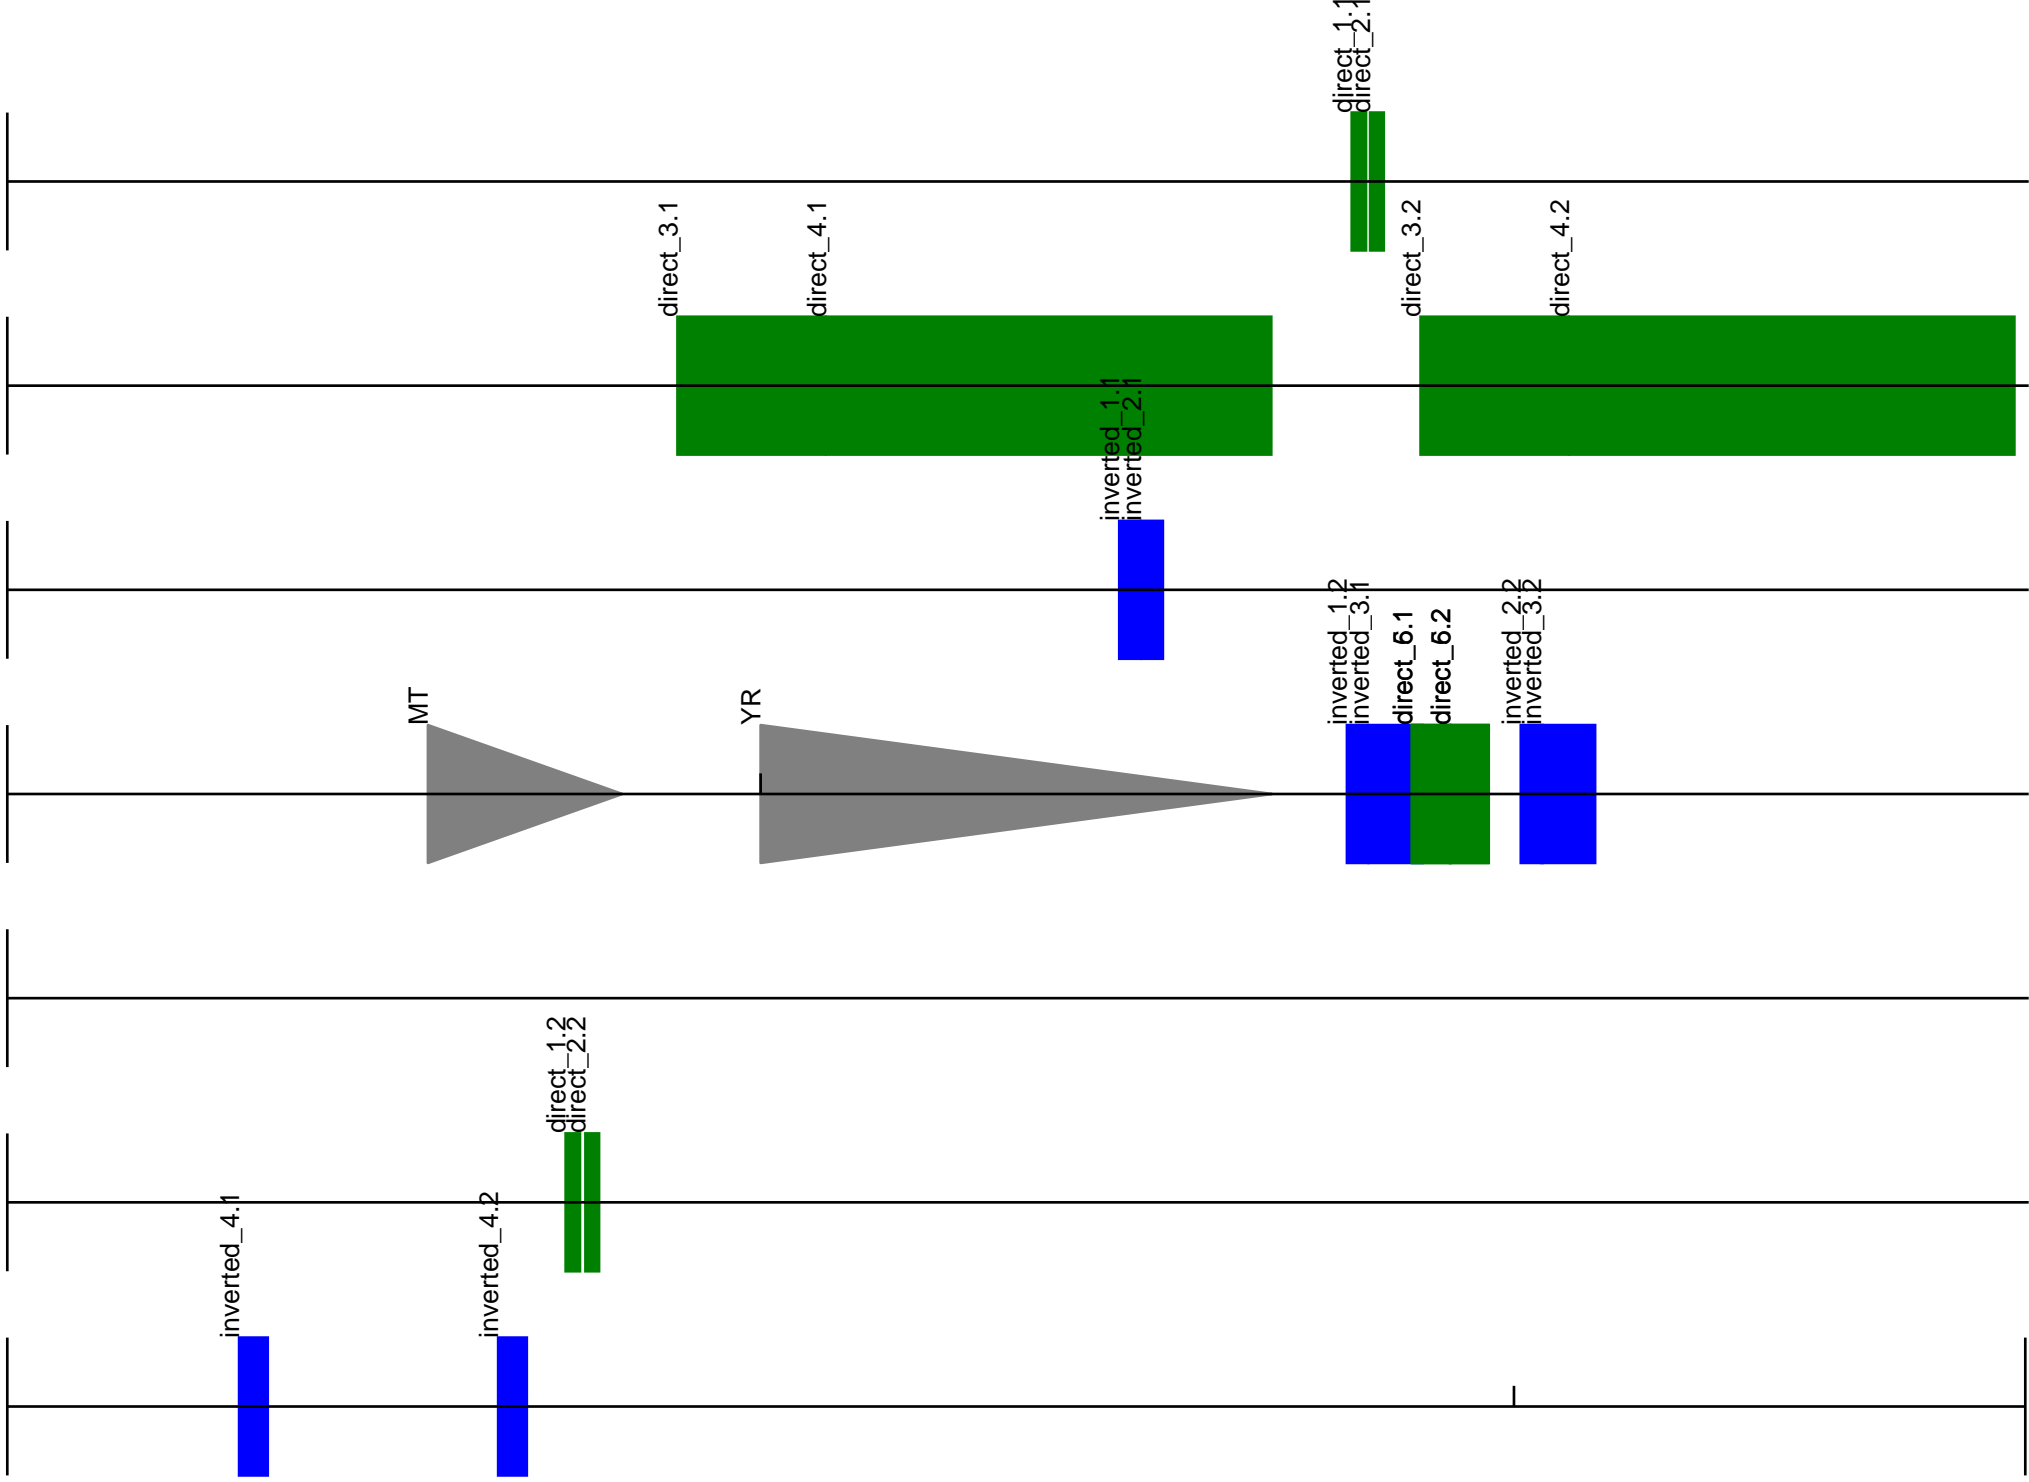 direct_1.1
direct_2.1
direct_3.1
direct_4.1
direct_3.2
direct_4.2
inverted_1.1
inverted_2.1
inverted_1.2
inverted_3.1
direct_6.1
direct_6.2
inverted_2.2
inverted_3.2
MT
YR
direct_1.2
direct_2.2
inverted_4.1
inverted_4.2